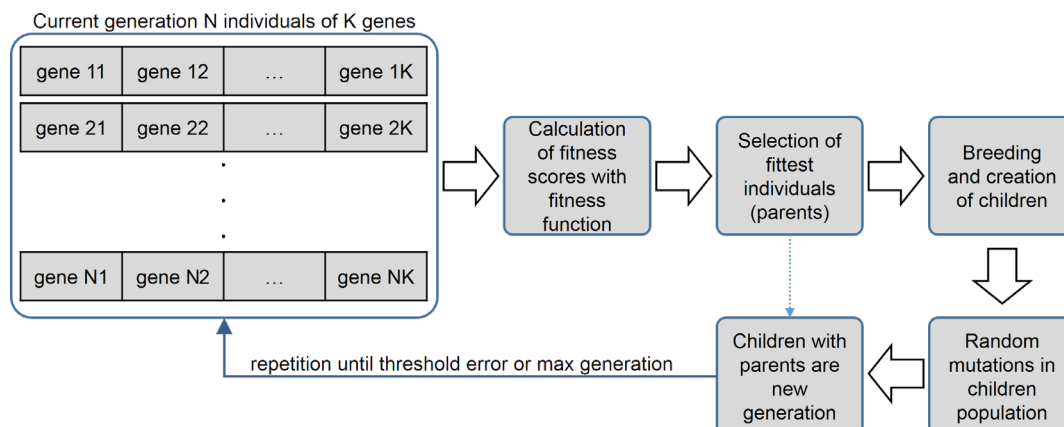 Current generation N individuals of K genes
gene 11 gene 12 … gene 1K
gene 21 gene 22 … gene 2K
.
.
.
gene N1 gene N2 … gene NK
Calculation
of fitness
scores with
fitness
function
Selection of
fittest
individuals
(parents)
Breeding
and creation
of children
Random
mutations in
children
population
Children with
parents are
new
generation
repetition until threshold error or max generation